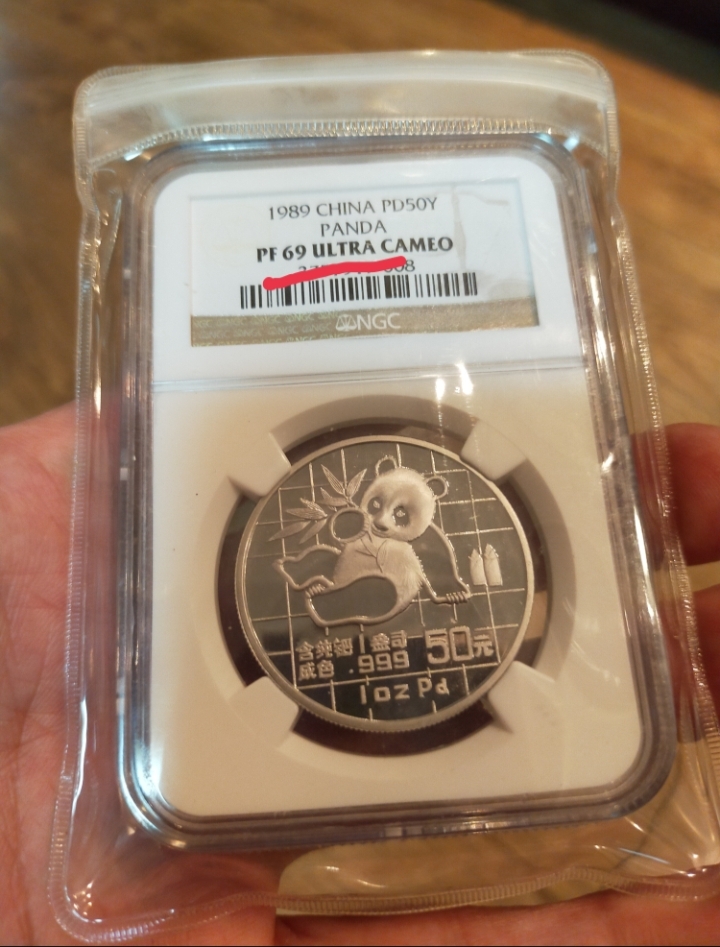 1989 CHINA PD50Y
PANDA
PF 69 ULTRA CAMEO
NGC
含纯钯1盎司 50元
成色 .999
1oz Pd